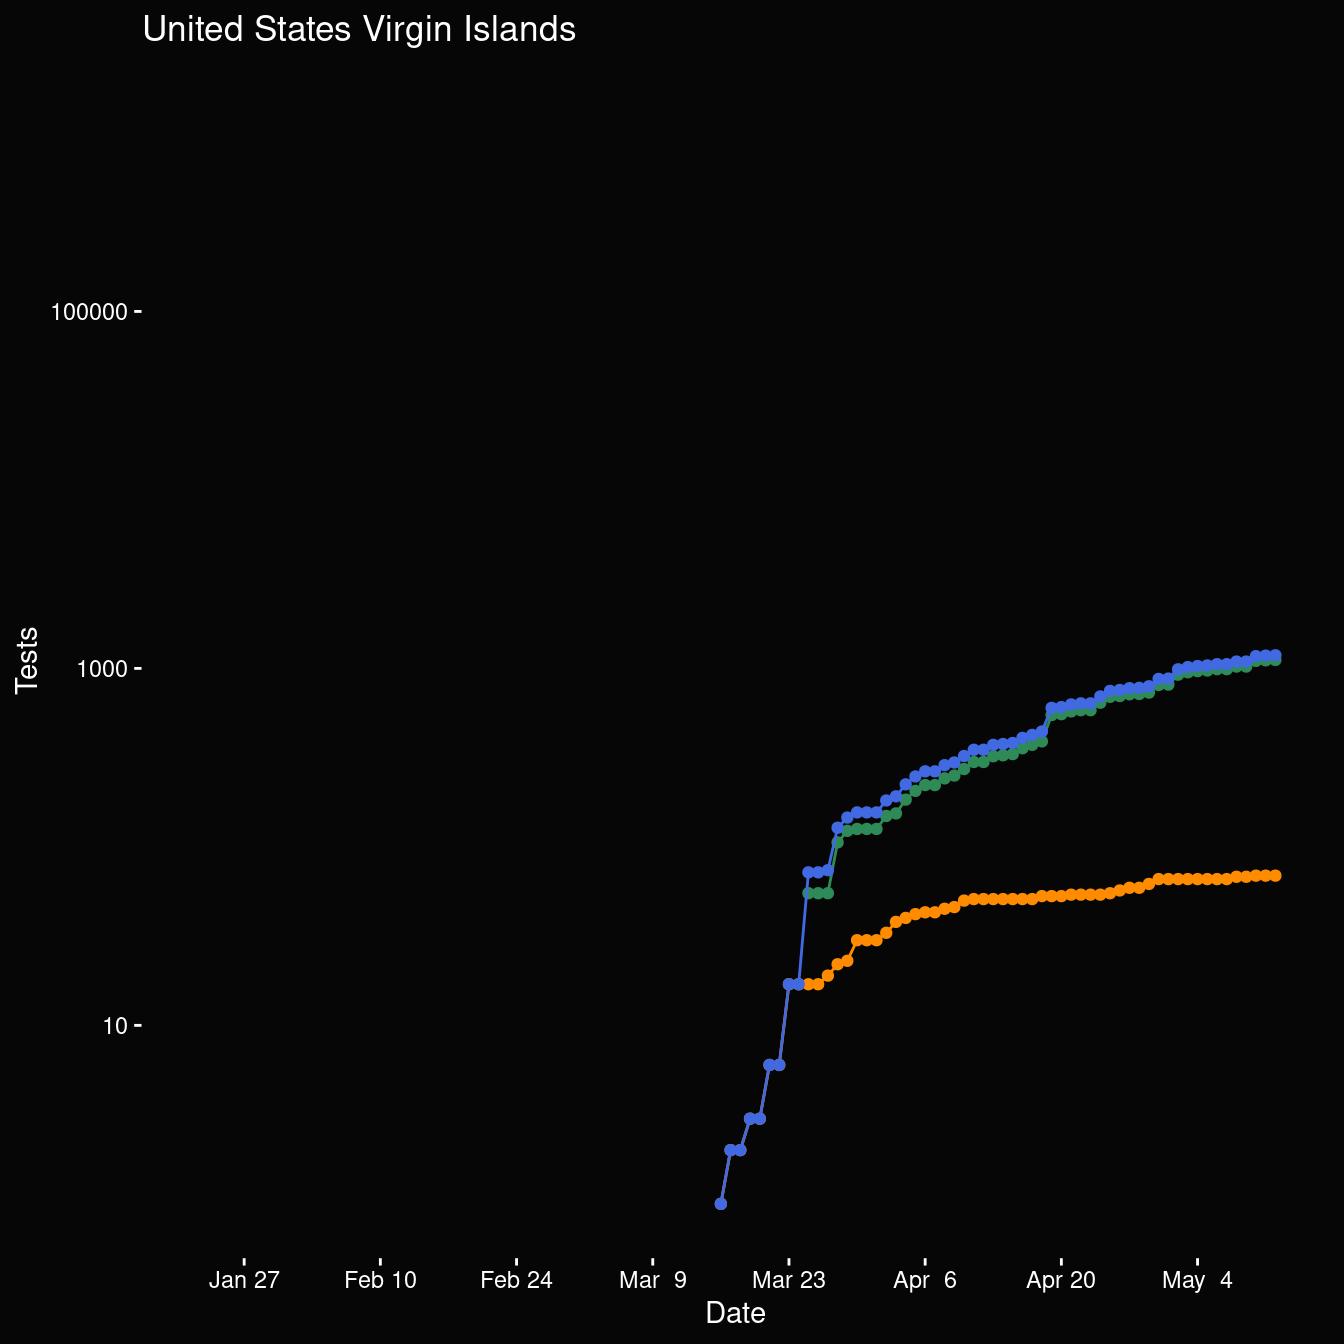 United States Virgin Islands
100000
1000
10
Tests
Jan 27
Feb 10
Feb 24
Mar  9
Mar 23
Apr  6
Apr 20
May  4
Date